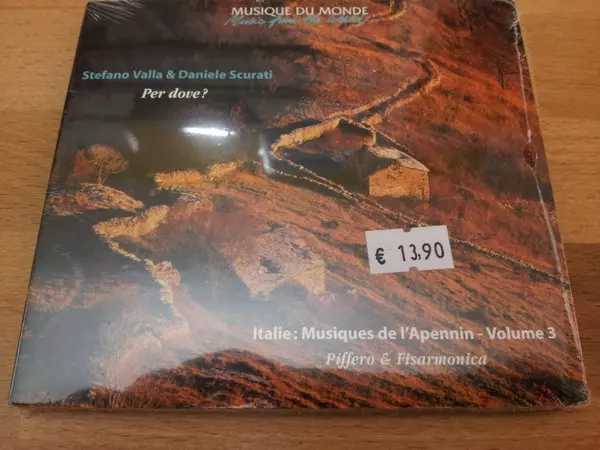 MUSIQUE DU MONDE
Music from the world
Stefano Valla & Daniele Scurati
Per dove?
€ 13,90
Italie : Musiques de l'Apennin - Volume 3
Piffero & Fisarmonica